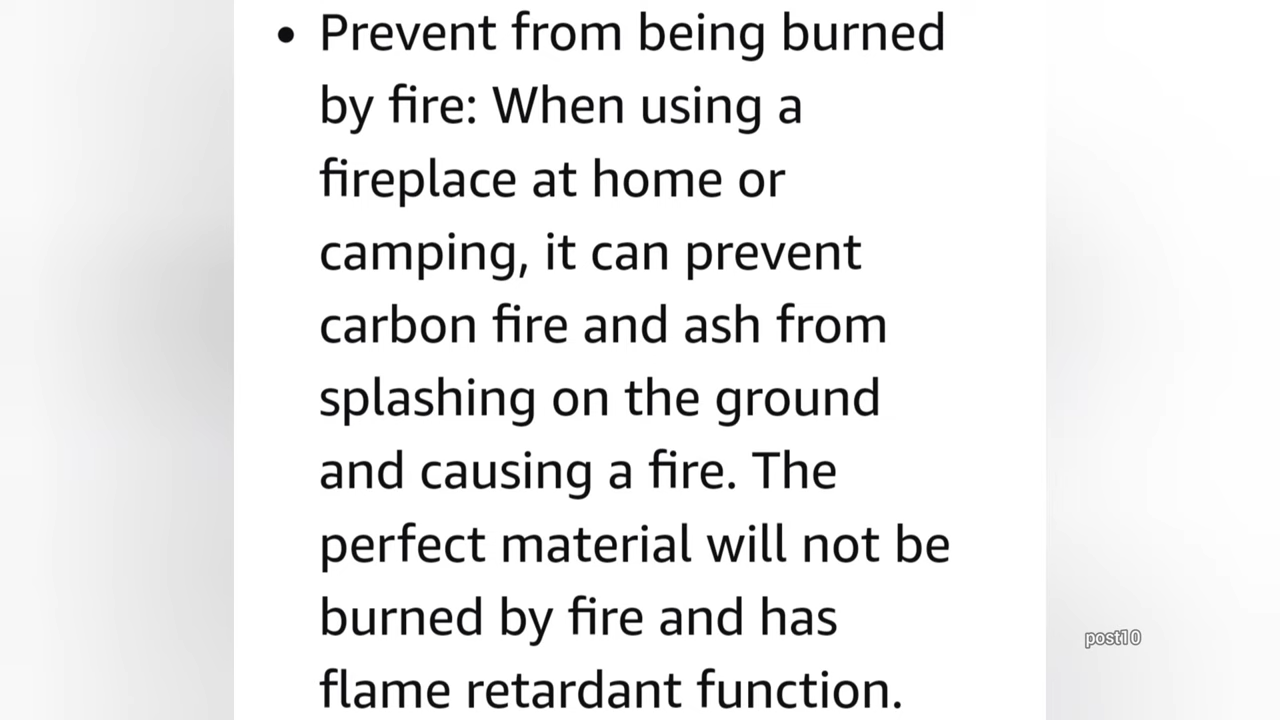 • Prevent from being burned
by fire: When using a
fireplace at home or
camping, it can prevent
carbon fire and ash from
splashing on the ground
and causing a fire. The
perfect material will not be
burned by fire and has
flame retardant function.
post10